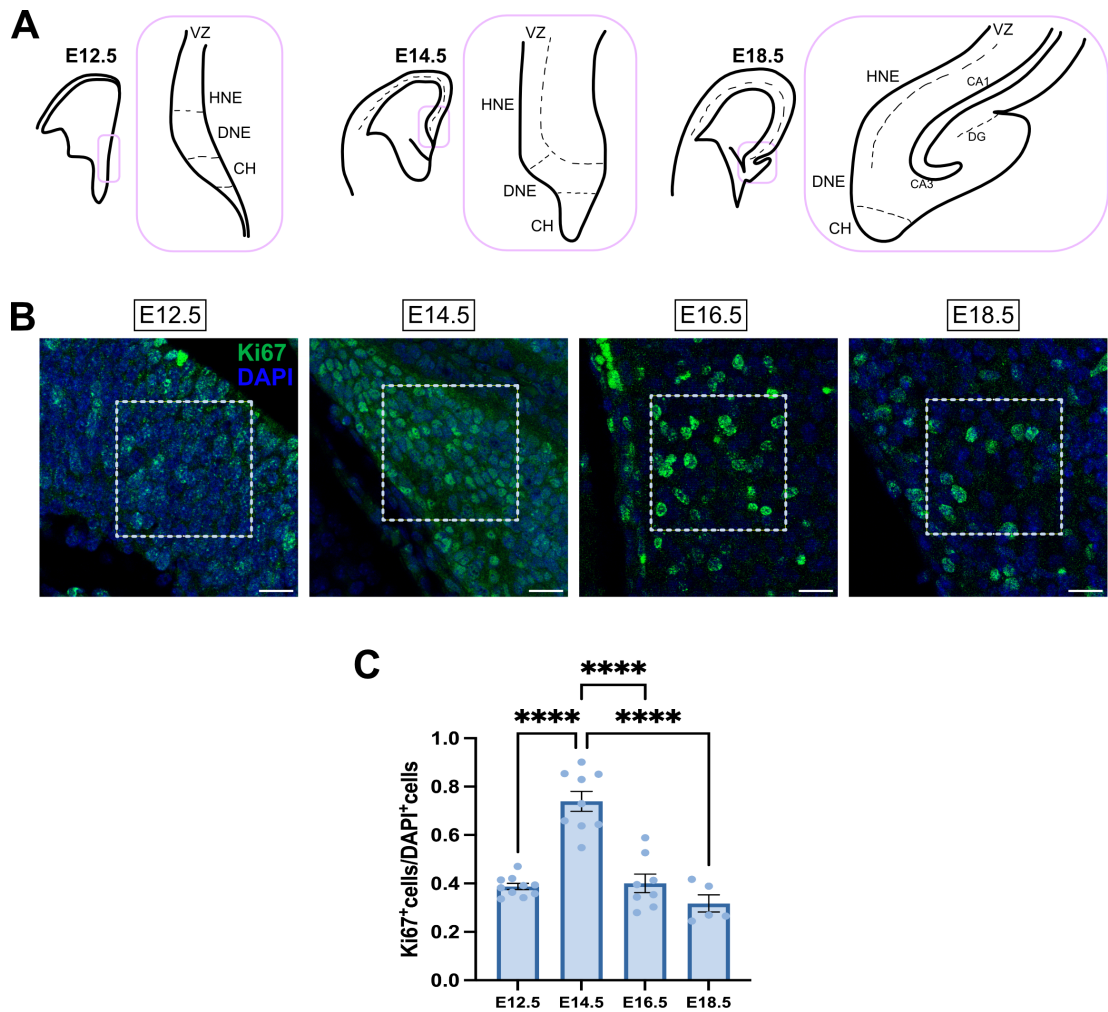 A
E12.5
VZ
HNE
DNE
CH
E14.5
HNE
DNE
CH
E18.5
VZ
HNE
CA1
DG
DNE
CA3
CH
B
E12.5
E14.5
E16.5
E18.5
Ki67
DAPI
C
****
**** ****
Ki67+cells/DAPI+cells
1.0
0.8
0.6
0.4
0.2
0.0
E12.5 E14.5 E16.5 E18.5